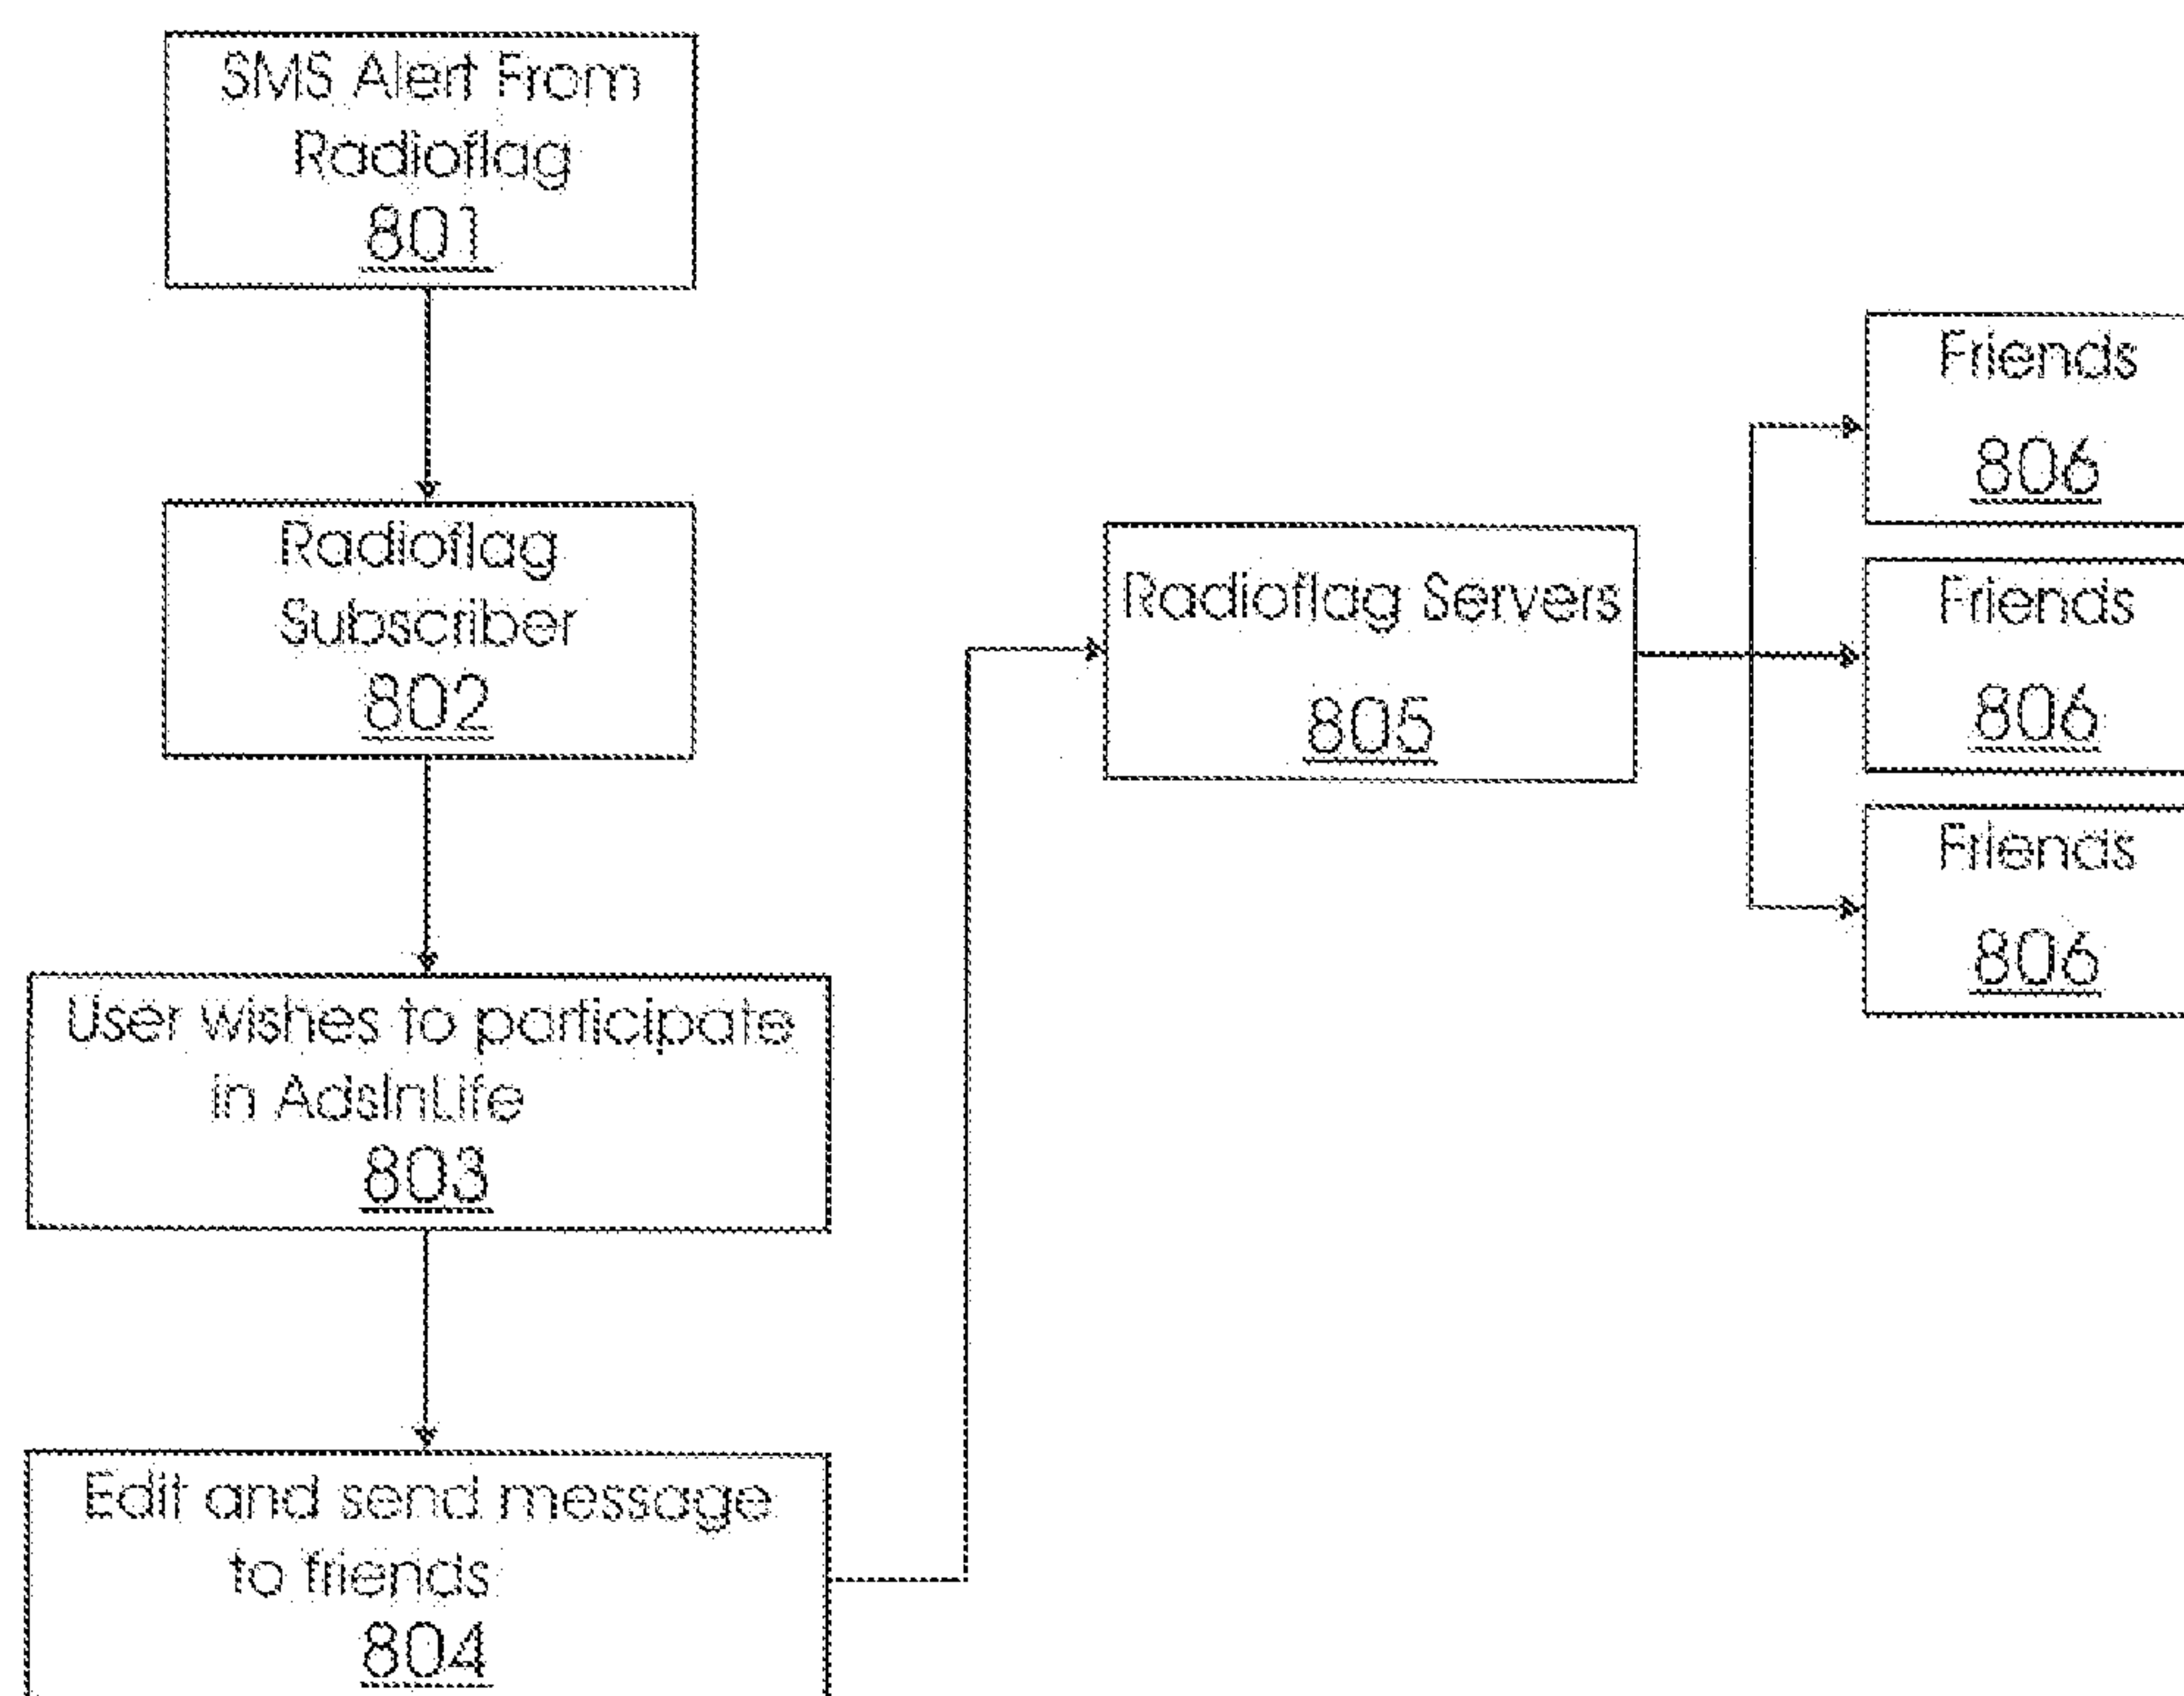 SMS Alert From
Radioflag
801
Radioflag
Subscriber
802
User wishes to participate
in AdsInLife
803
Edit and send message
to friends
804
Radioflag Servers
805
Friends
806
Friends
806
Friends
806